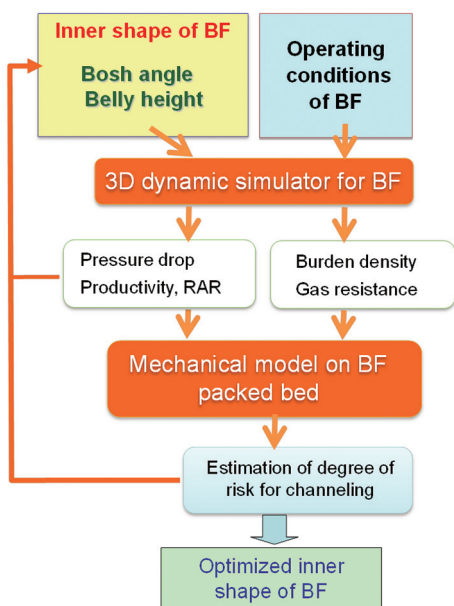 Inner shape of BF
Bosh angle
Belly height
Operating
conditions
of BF
3D dynamic simulator for BF
Pressure drop
Productivity, RAR
Burden density
Gas resistance
Mechanical model on BF
packed bed
Estimation of degree of
risk for channeling
Optimized inner
shape of BF